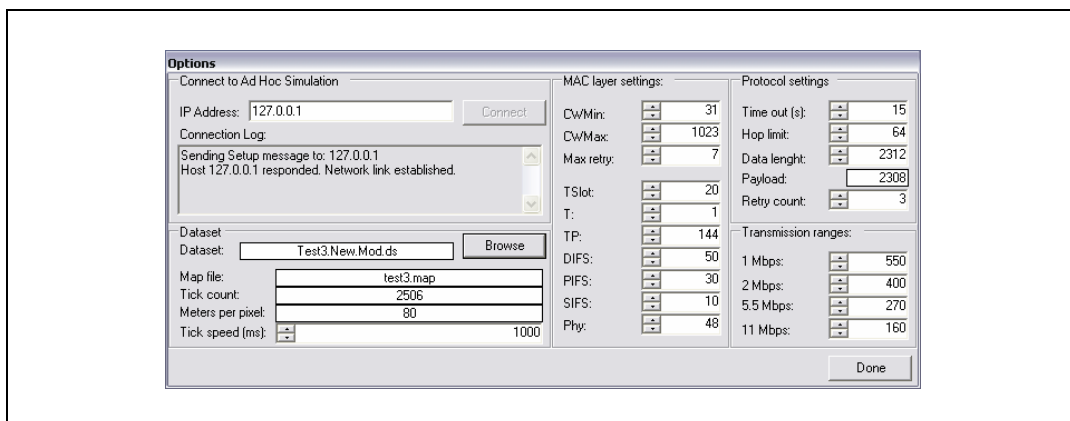 Options
Connect to Ad Hoc Simulation
IP Address: 127.0.0.1 Connect
Connection Log:
Sending Setup message to: 127.0.0.1
Host 127.0.0.1 responded. Network link established.
Dataset
Dataset: Test3.New.Mod.ds Browse
Map file: test3.map
Tick count: 2506
Meters per pixel: 80
Tick speed (ms): 1000
MAC layer settings:
CWMin: 31
CWMax: 1023
Max retry: 7
TSlot: 20
T: 1
TP: 144
DIFS: 50
PIFS: 30
SIFS: 10
Phy: 48
Protocol settings
Time out (s): 15
Hop limit: 64
Data lenght: 2312
Payload: 2308
Retry count: 3
Transmission ranges:
1 Mbps: 550
2 Mbps: 400
5.5 Mbps: 270
11 Mbps: 160
Done